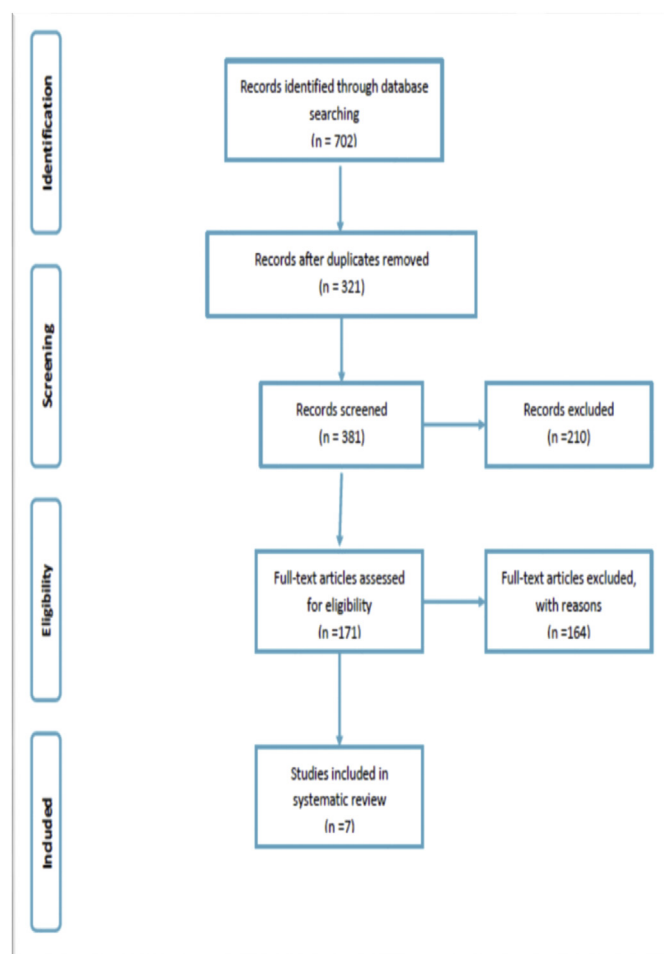 Identification
Records identified through database
searching
(n = 702)
Records after duplicates removed
(n = 321)
Screening
Records screened
(n = 381)
Records excluded
(n =210)
Eligibility
Full-text articles assessed
for eligibility
(n =171)
Full-text articles excluded,
with reasons
(n =164)
Included
Studies included in
systematic review
(n =7)